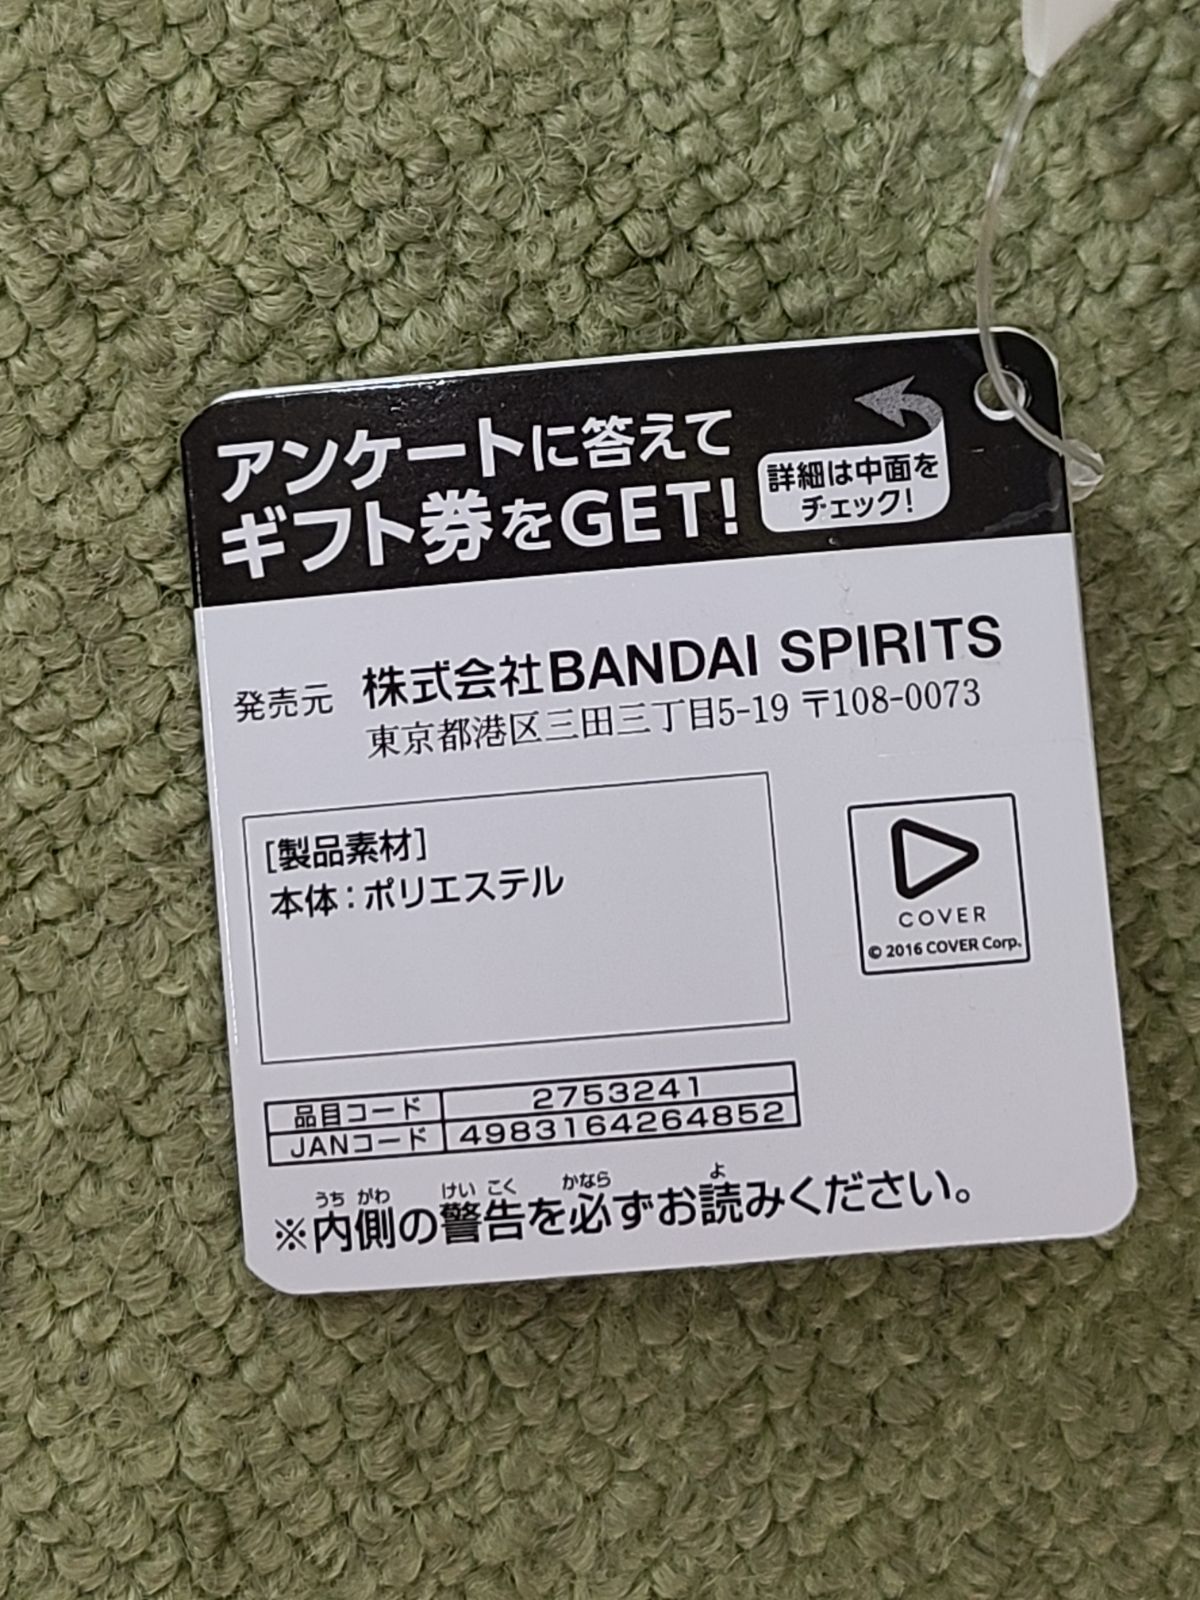 アンケートに答えて
ギフト券をGET!
詳細は中面を
チェック!
発売元 株式会社BANDAI SPIRITS
東京都港区三田三丁目5-19 〒108-0073
[製品素材]
本体:ポリエステル
COVER
© 2016 COVER Corp.
品目コード 2753241
JANコード 4983164264852
うち がわ けい こく かなら よ
※内側の警告を必ずお読みください。